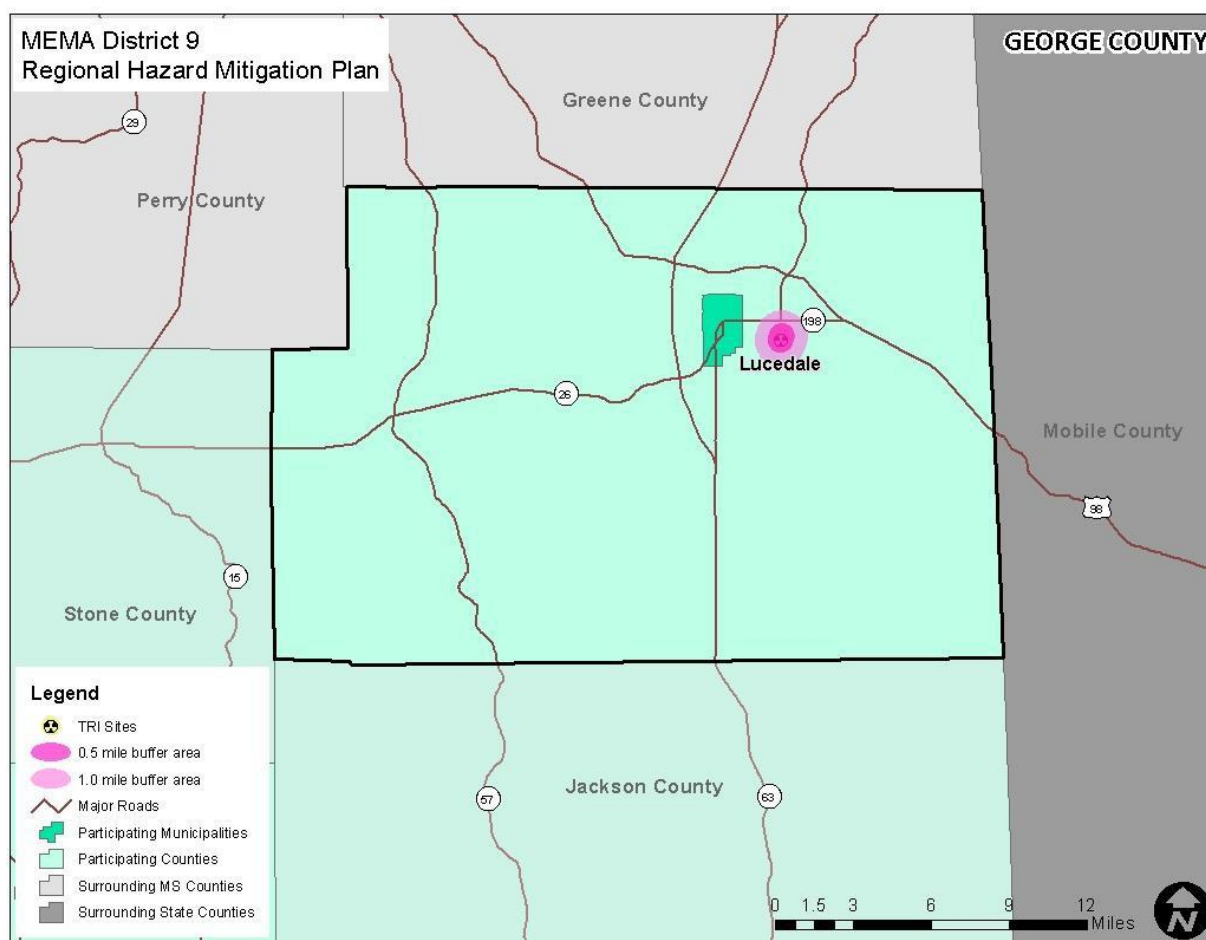 MEMA District 9
Regional Hazard Mitigation Plan
GEORGE COUNTY
Greene County
29
Perry County
198
Lucedale
26
Mobile County
98
15
Stone County
Jackson County
57
63
Legend
TRI Sites
0.5 mile buffer area
1.0 mile buffer area
Major Roads
Participating Municipalities
Participating Counties
Surrounding MS Counties
Surrounding State Counties
0 1.5 3 6 9 12
Miles
N